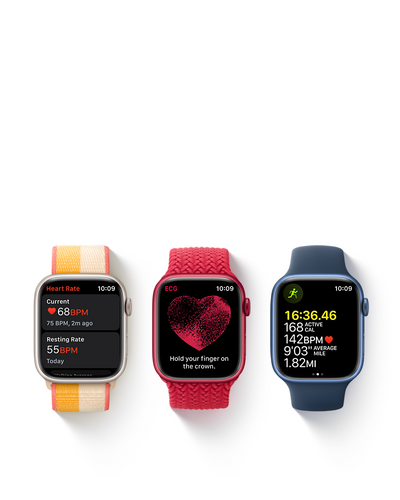 Heart Rate 10:09
Current
68BPM
75 BPM, 2m ago
Resting Rate
55BPM
Today
ECG 10:09
Hold your finger on
the crown.
10:09
16:36.46
168 ACTIVE CAL
142BPM
9'03" AVERAGE MILE
1.82MI